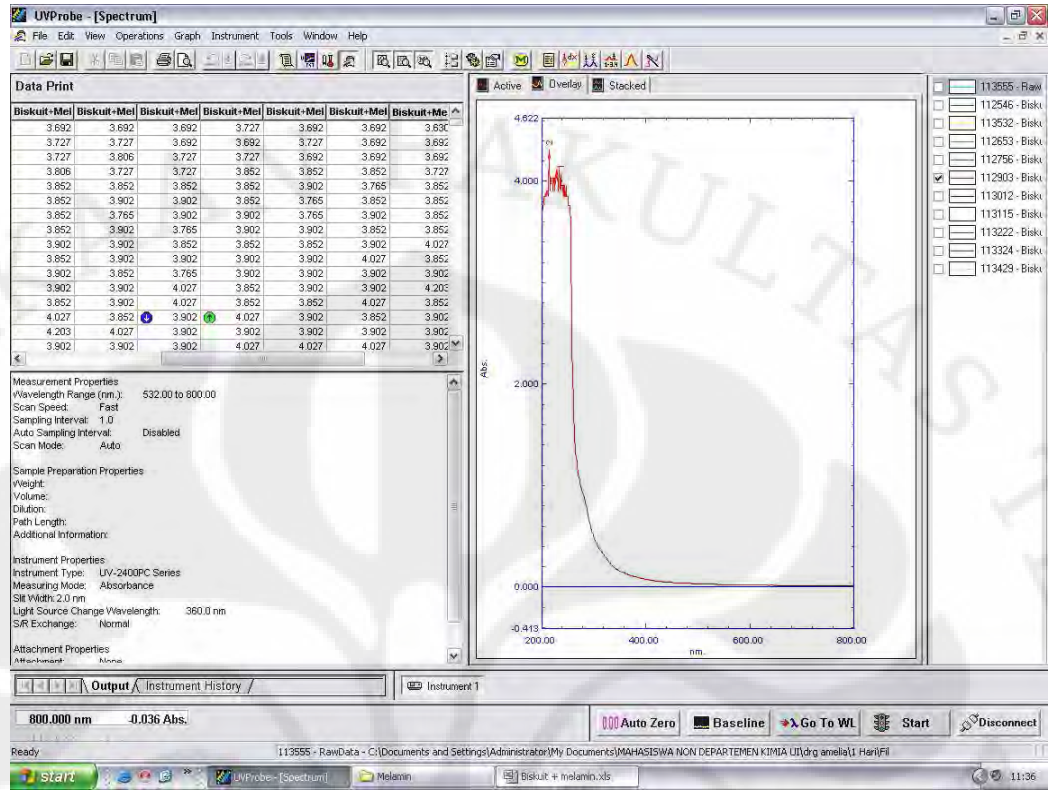 UVProbe - [Spectrum]
File Edit View Operations Graph Instrument Tools Window Help
Data Print
Biskuit+Mel Biskuit+Mel Biskuit+Mel Biskuit+Mel Biskuit+Mel Biskuit+Mel Biskuit+Me
3.692 3.692 3.692 3.727 3.692 3.692 3.630
3.727 3.727 3.692 3.692 3.727 3.692 3.692
3.727 3.806 3.727 3.727 3.692 3.692 3.692
3.806 3.727 3.727 3.852 3.852 3.852 3.727
3.852 3.852 3.852 3.852 3.902 3.765 3.852
3.852 3.902 3.902 3.852 3.765 3.902 3.852
3.852 3.765 3.902 3.902 3.765 3.902 3.852
3.852 3.902 3.765 3.902 3.852 3.902 3.852
3.902 3.902 3.852 3.852 3.852 3.902 4.027
3.852 3.902 3.902 3.902 3.852 3.902 3.852
3.902 3.852 3.765 3.902 3.902 3.902 3.902
3.902 3.902 4.027 3.852 3.902 4.027 4.203
3.852 3.902 4.027 3.852 3.852 4.027 3.852
4.027 3.852 3.902 4.027 3.902 3.852 3.902
4.203 4.027 3.902 3.902 3.902 4.027 3.902
3.902 3.902 3.902 4.027 4.027 4.027 3.902
Measurement Properties
Wavelength Range (nm.): 532.00 to 800.00
Scan Speed: Fast
Sampling Interval: 1.0
Auto Sampling Interval: Disabled
Scan Mode: Auto
Sample Preparation Properties
Weight:
Volume:
Dilution:
Path Length:
Additional Information:
Instrument Properties
Instrument Type: UV-2400PC Series
Measuring Mode: Absorbance
Slit Width: 2.0 nm
Light Source Change Wavelength: 360.0 nm
S/R Exchange: Normal
Attachment Properties
Attachment: None
Output Instrument History
Active Overlay Stacked
4.622
2
4.000
2.000
0.000
-0.413
Abs.
200.00 400.00 600.00 800.00
nm.
113555 - Raw
112546 - Bisku
113532 - Bisku
112653 - Bisku
112756 - Bisku
112903 - Bisku
113012 - Bisku
113115 - Bisku
113222 - Bisku
113324 - Bisku
113429 - Bisku
Instrument 1
800.000 nm -0.036 Abs.
Auto Zero Baseline λ Go To WL Start Disconnect
Ready 113555 - RawData - C:\Documents and Settings\Administrator\My Documents\MAHASISWA NON DEPARTEMEN KIMIA UI\drg amelia\1 Hari\Fil
start UVProbe - [Spectrum] Melamin Biskuit + melamin.xls 11:36